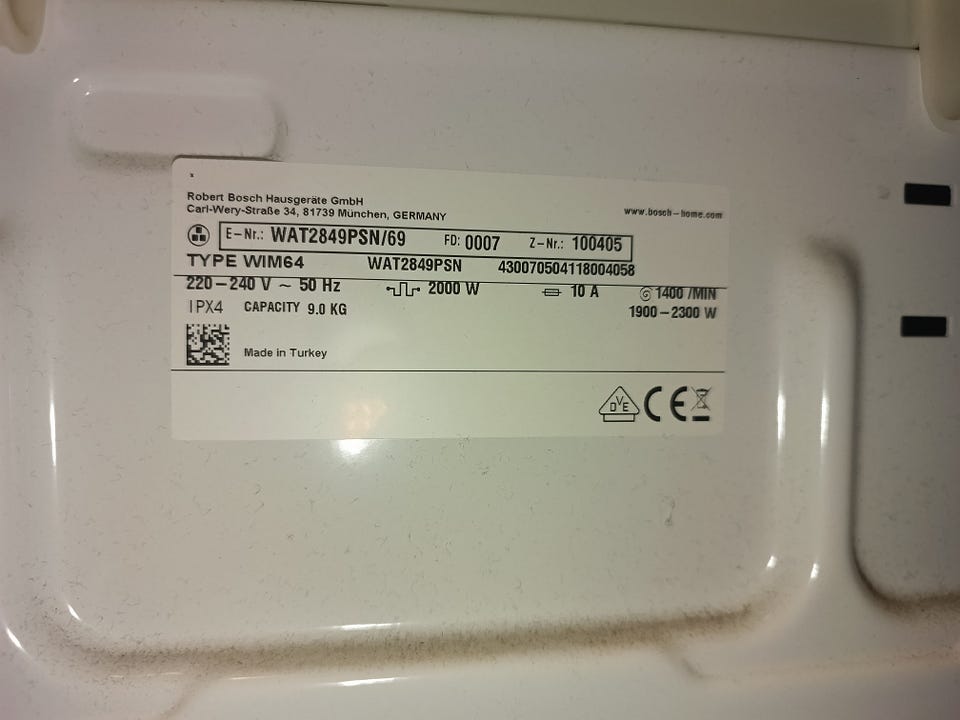 Robert Bosch Hausgeräte GmbH
Carl-Wery-Straße 34, 81739 München, GERMANY
www.bosch-home.com
E-Nr.: WAT2849PSN/69 FD: 0007 Z-Nr.: 100405
TYPE WIM64 WAT2849PSN 430070504118004058
220-240 V ~ 50 Hz 2000 W 10 A 1400 /MIN
IPX4 CAPACITY 9.0 KG 1900-2300 W
Made in Turkey
DVE CE